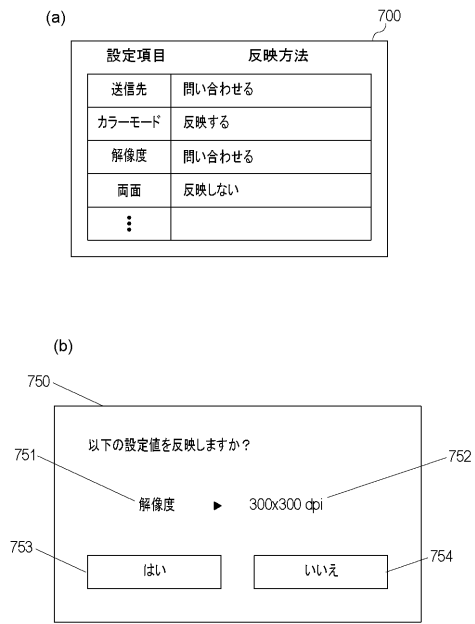 (a)
700
設定項目 反映方法
送信先 問い合わせる
カラーモード 反映する
解像度 問い合わせる
両面 反映しない
(b)
750
以下の設定値を反映しますか？
751
752
解像度 ▶ 300x300 dpi
753
754
はい いいえ